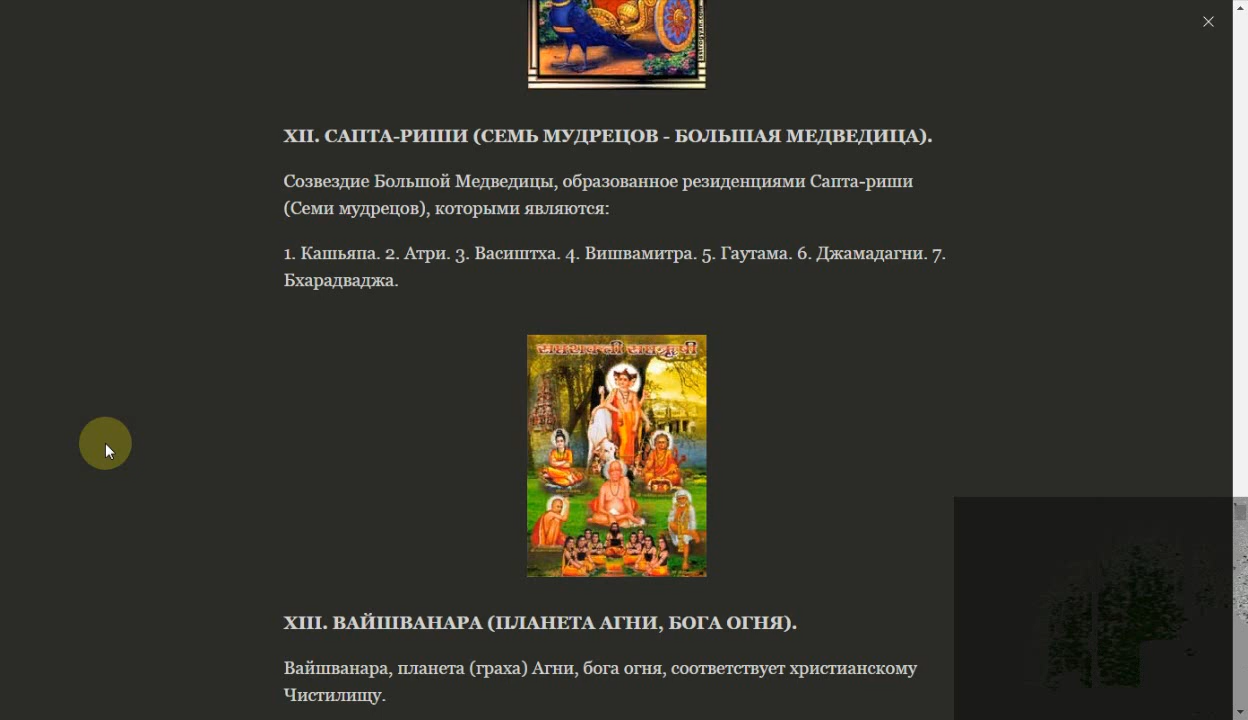 XII. САПТА-РИШИ (СЕМЬ МУДРЕЦОВ - БОЛЬШАЯ МЕДВЕДИЦА).
Созвездие Большой Медведицы, образованное резиденциями Сапта-риши
(Семи мудрецов), которыми являются:
1. Кашьяпа. 2. Атри. 3. Васиштха. 4. Вишвамитра. 5. Гаутама. 6. Джамадагни. 7.
Бхарадваджа.
XIII. ВАЙШВАНАРА (ПЛАНЕТА АГНИ, БОГА ОГНЯ).
Вайшванара, планета (граха) Агни, бога огня, соответствует христианскому
Чистилищу.